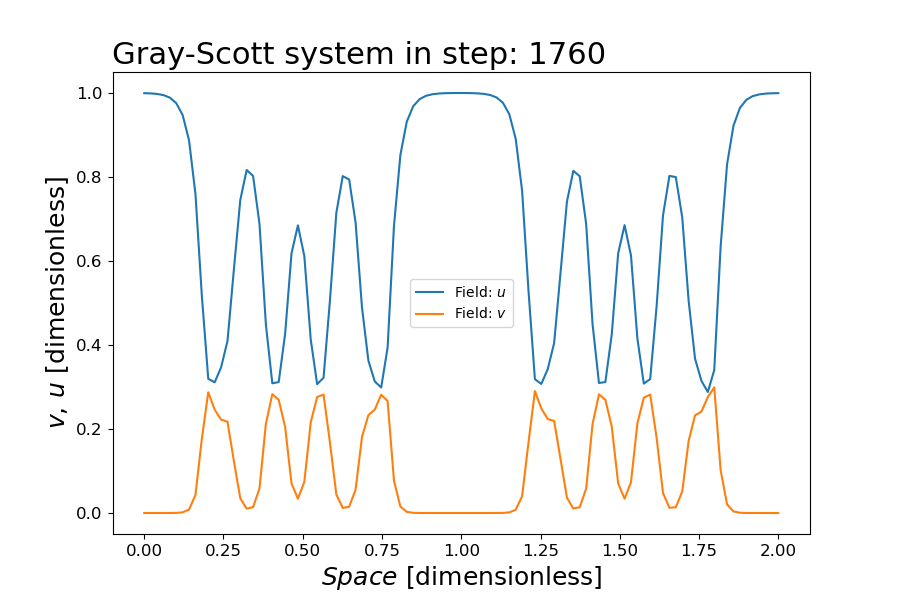 Gray-Scott system in step: 1760
v, u [dimensionless]
1.0
0.8
0.6
0.4
0.2
0.0
Field: u
Field: v
0.00 0.25 0.50 0.75 1.00 1.25 1.50 1.75 2.00
Space [dimensionless]